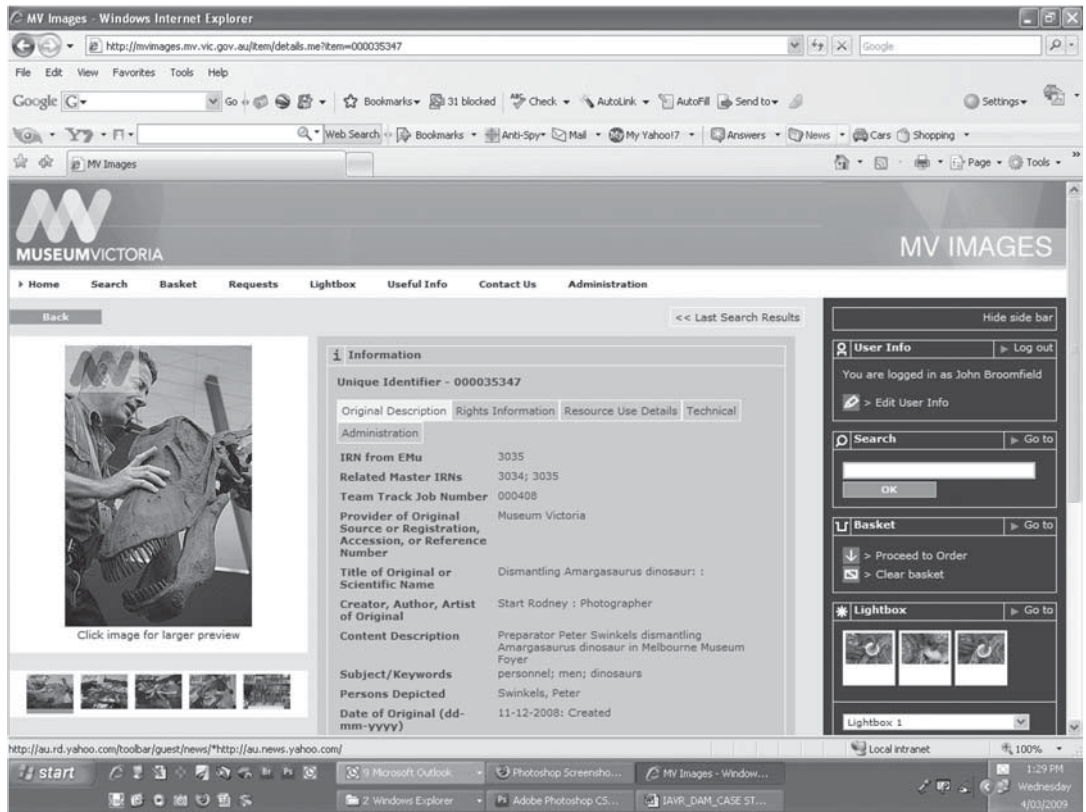 MV Images - Windows Internet Explorer
http://mvimages.mv.vic.gov.au/item/details.me?item=000035347
Google
File Edit View Favorites Tools Help
Google G Go Bookmarks 31 blocked Check AutoLink AutoFill Send to Settings
Y7 Web Search Bookmarks Anti-Spy Mail My Yahoo!7 Answers News Cars Shopping
MV Images Page Tools
MUSEUMVICTORIA
MV IMAGES
Home Search Basket Requests Lightbox Useful Info Contact Us Administration
Back
<< Last Search Results
Click image for larger preview
i Information
Unique Identifier - 000035347
Original Description Rights Information Resource Use Details Technical
Administration
IRN from EMu 3035
Related Master IRNs 3034; 3035
Team Track Job Number 000408
Provider of Original Museum Victoria
Source or Registration,
Accession, or Reference
Number
Title of Original or Dismantling Amargasaurus dinosaur: :
Scientific Name
Creator, Author, Artist Start Rodney : Photographer
of Original
Content Description Preparator Peter Swinkels dismantling
Amargasaurus dinosaur in Melbourne Museum
Foyer
Subject/Keywords personnel; men; dinosaurs
Persons Depicted Swinkels, Peter
Date of Original (dd- 11-12-2008: Created
mm-yyyy)
Hide side bar
User Info Log out
You are logged in as John Broomfield
> Edit User Info
Search Go to
OK
Basket Go to
> Proceed to Order
> Clear basket
Lightbox Go to
Lightbox 1
http://au.rd.yahoo.com/toolbar/guest/news/*http://au.news.yahoo.com/
Local intranet 100%
start 9 Microsoft Outlook Photoshop Screensho... MV Images - Window... 1:29 PM
2 Windows Explorer Adobe Photoshop CS... IAVR_DAM_CASE ST... Wednesday
4/03/2009